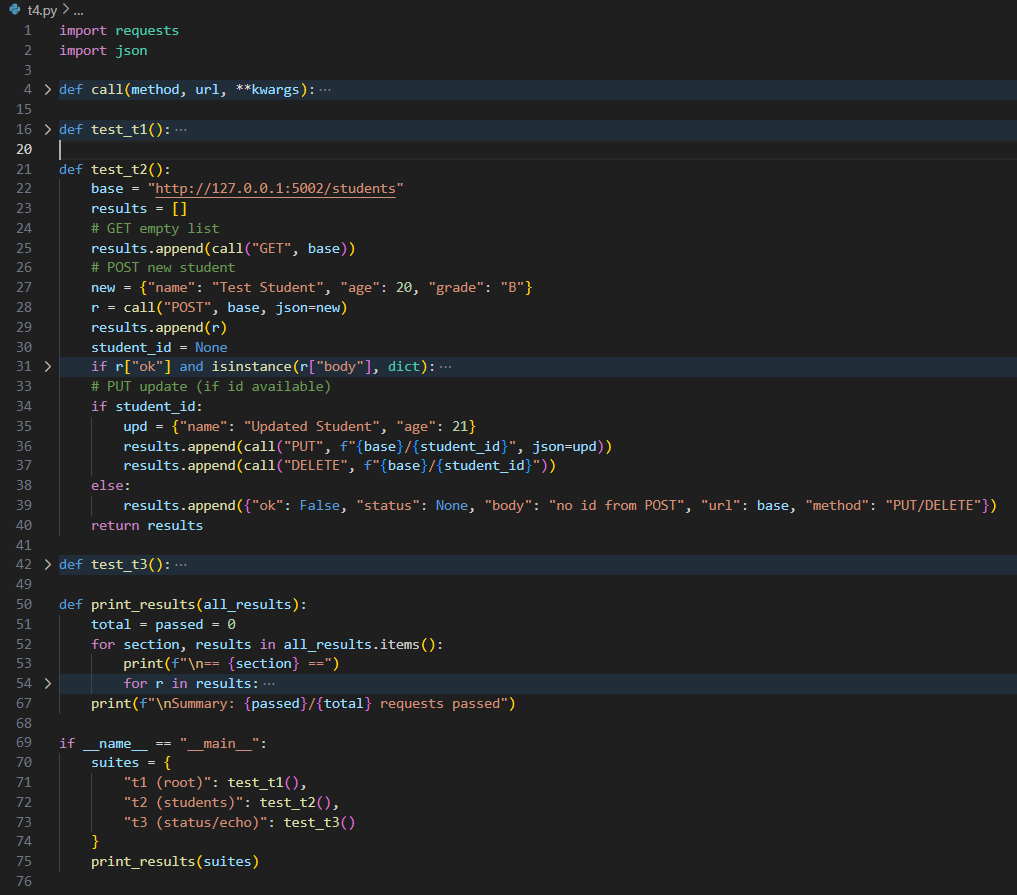 t4.py > ...
1 import requests
2 import json
3
4 > def call(method, url, **kwargs): ...
15
16 > def test_t1(): ...
20
21 def test_t2():
22     base = "http://127.0.0.1:5002/students"
23     results = []
24     # GET empty list
25     results.append(call("GET", base))
26     # POST new student
27     new = {"name": "Test Student", "age": 20, "grade": "B"}
28     r = call("POST", base, json=new)
29     results.append(r)
30     student_id = None
31 >     if r["ok"] and isinstance(r["body"], dict): ...
33     # PUT update (if id available)
34     if student_id:
35         upd = {"name": "Updated Student", "age": 21}
36         results.append(call("PUT", f"{base}/{student_id}", json=upd))
37         results.append(call("DELETE", f"{base}/{student_id}"))
38     else:
39         results.append({"ok": False, "status": None, "body": "no id from POST", "url": base, "method": "PUT/DELETE"})
40     return results
41
42 > def test_t3(): ...
49
50 def print_results(all_results):
51     total = passed = 0
52     for section, results in all_results.items():
53         print(f"\n== {section} ==")
54 >         for r in results: ...
67     print(f"\nSummary: {passed}/{total} requests passed")
68
69 if __name__ == "__main__":
70     suites = {
71         "t1 (root)": test_t1(),
72         "t2 (students)": test_t2(),
73         "t3 (status/echo)": test_t3()
74     }
75     print_results(suites)
76